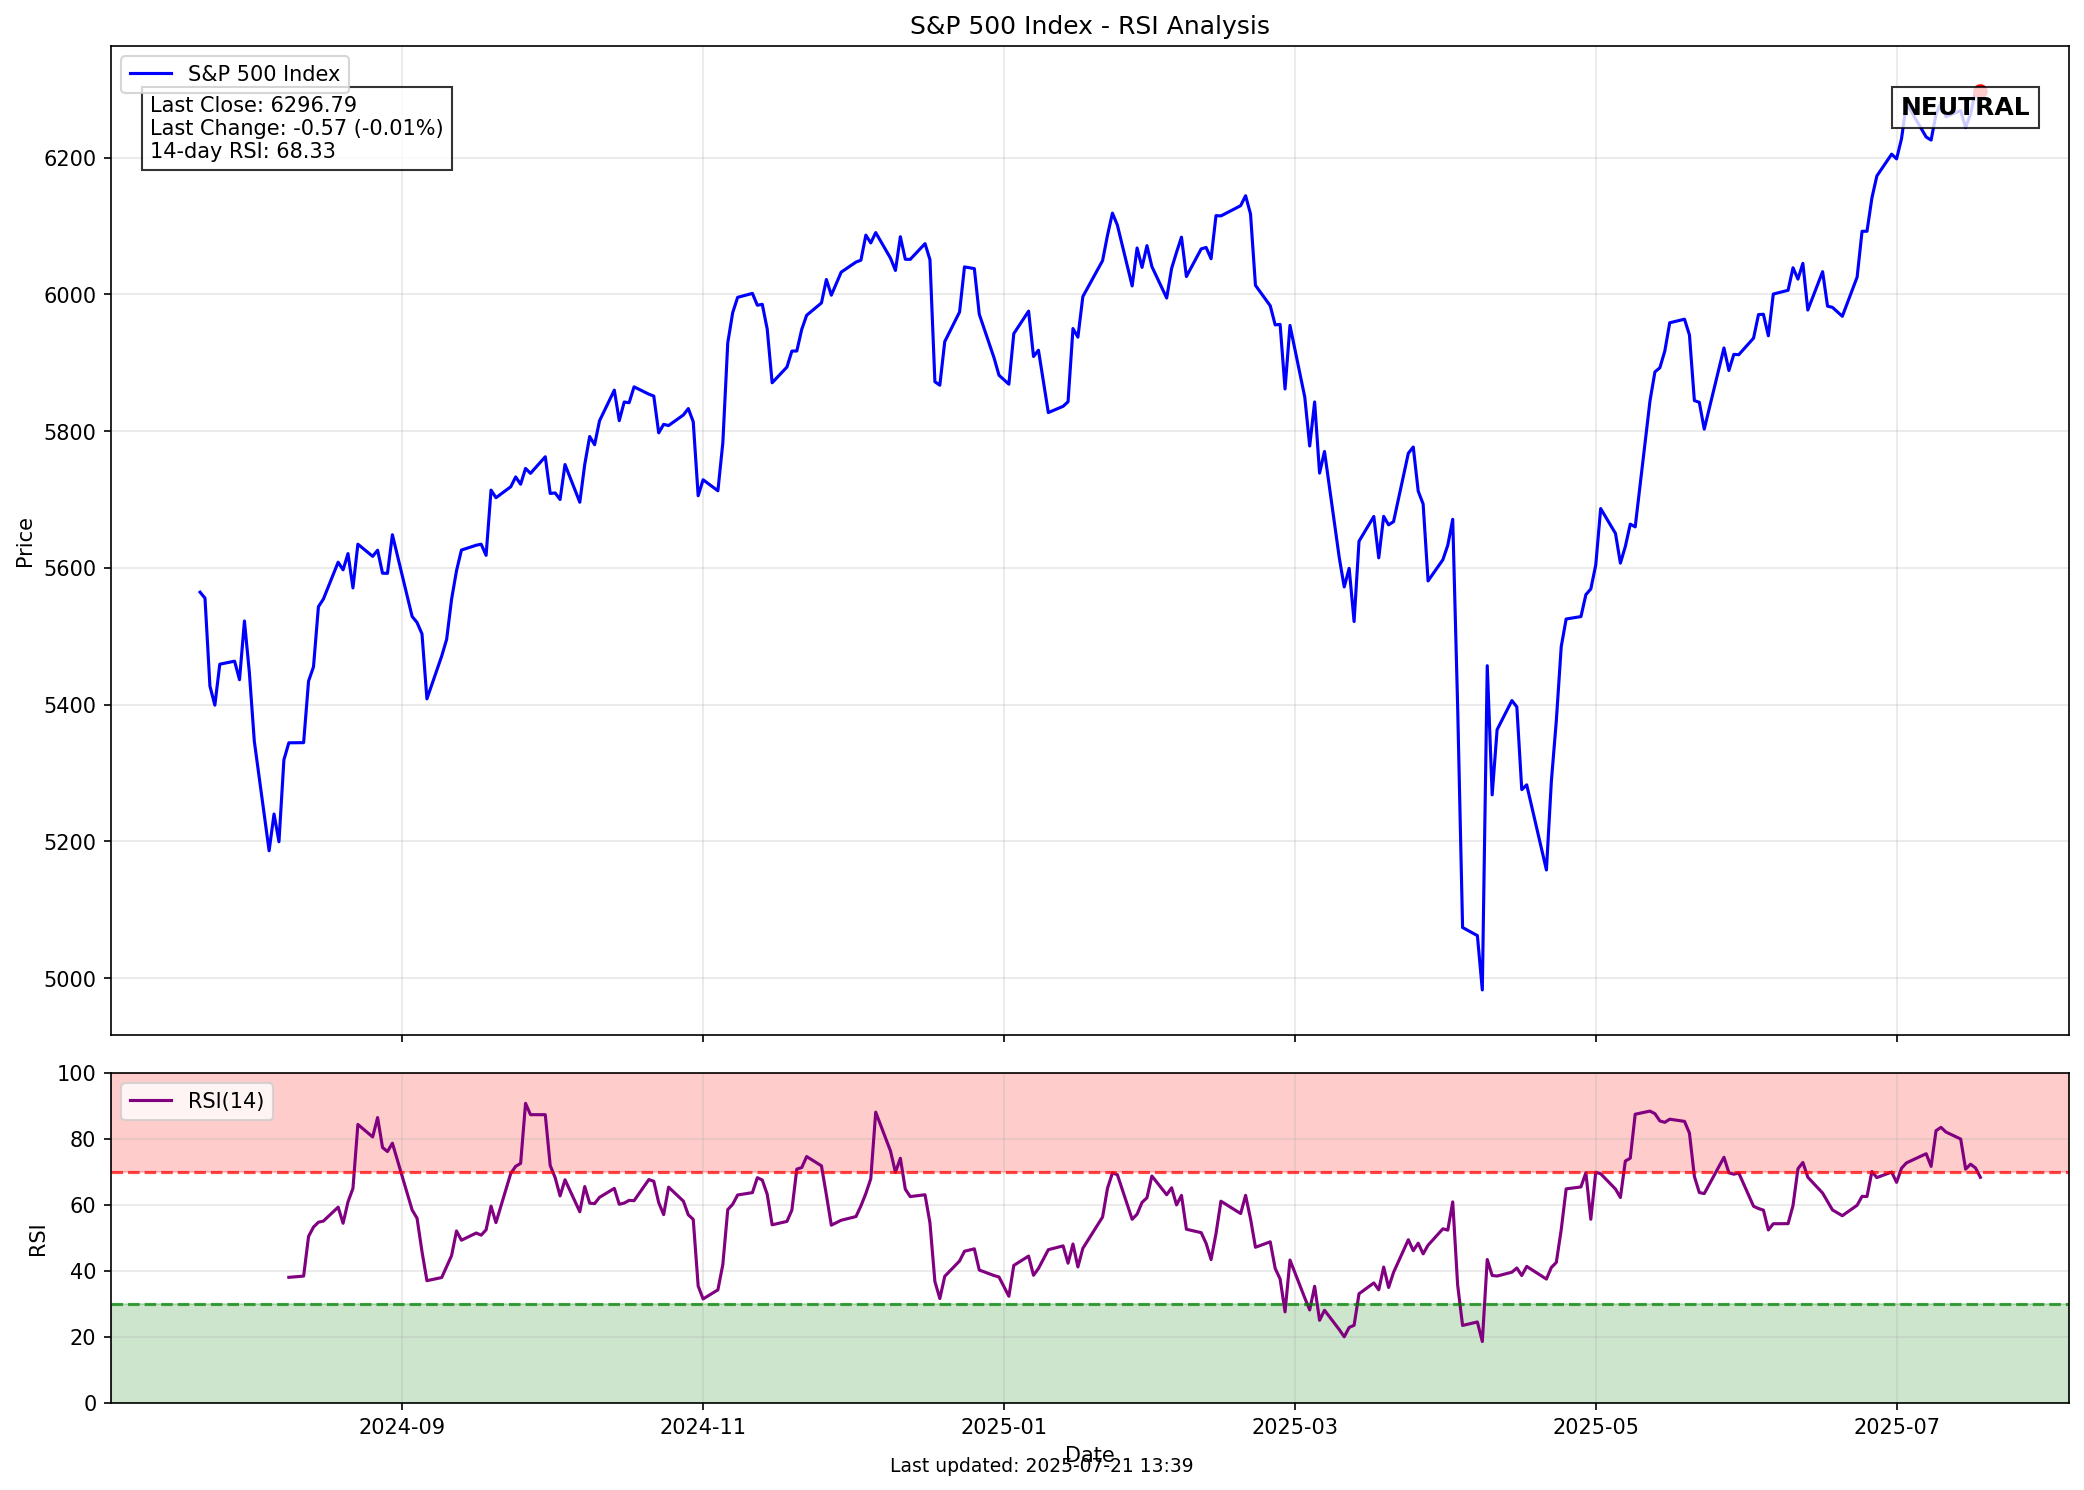 S&P 500 Index - RSI Analysis
S&P 500 Index
Last Close: 6296.79
Last Change: -0.57 (-0.01%)
14-day RSI: 68.33
NEUTRAL
Price
6200
6000
5800
5600
5400
5200
5000
RSI(14)
RSI
100
80
60
40
20
0
2024-09
2024-11
2025-01
2025-03
2025-05
2025-07
Date
Last updated: 2025-07-21 13:39